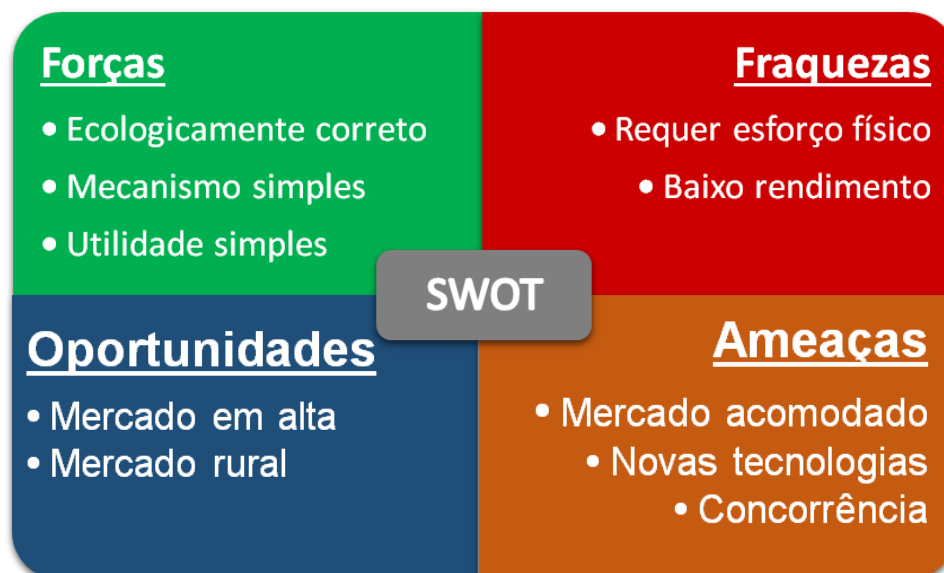 Forças
• Ecologicamente correto
• Mecanismo simples
• Utilidade simples
Fraquezas
• Requer esforço físico
• Baixo rendimento
SWOT
Oportunidades
• Mercado em alta
• Mercado rural
Ameaças
• Mercado acomodado
• Novas tecnologias
• Concorrência